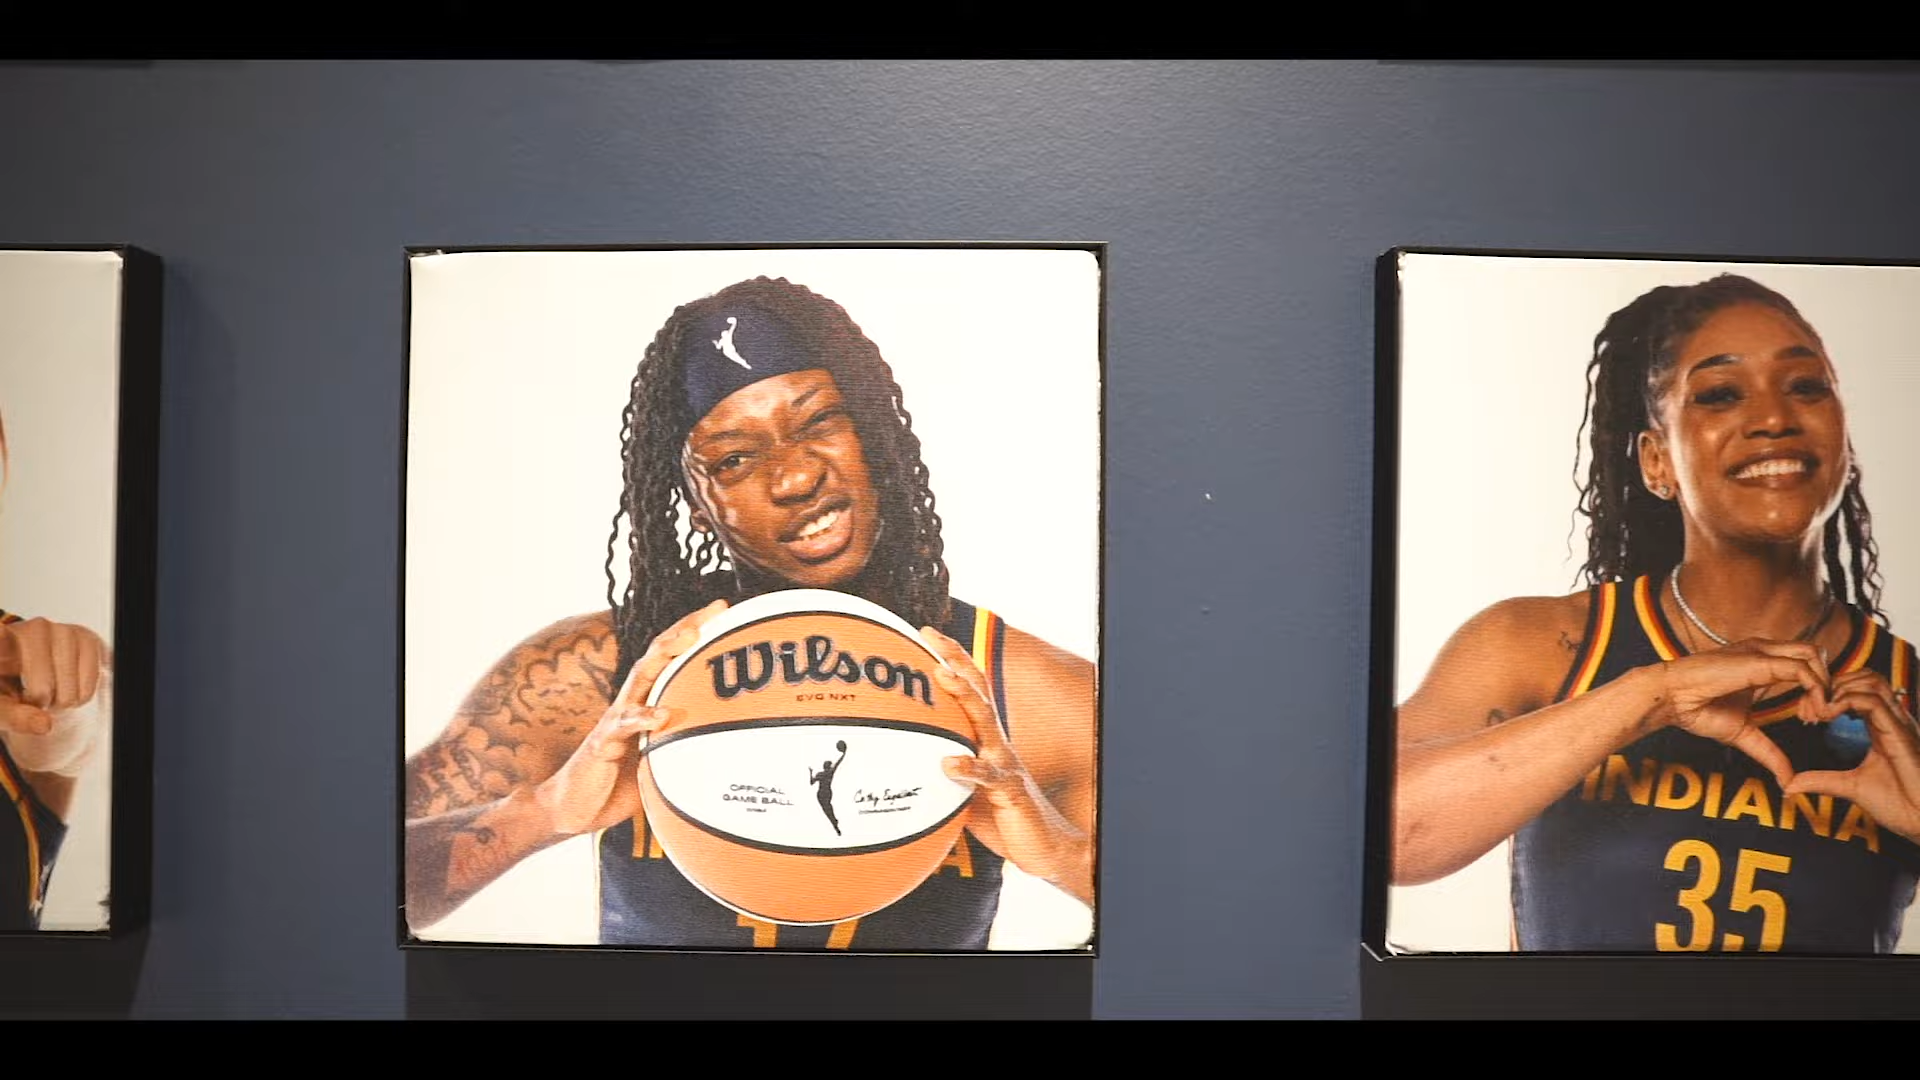 Wilson
EVO NXT
OFFICIAL
GAME BALL
INDIANA
35